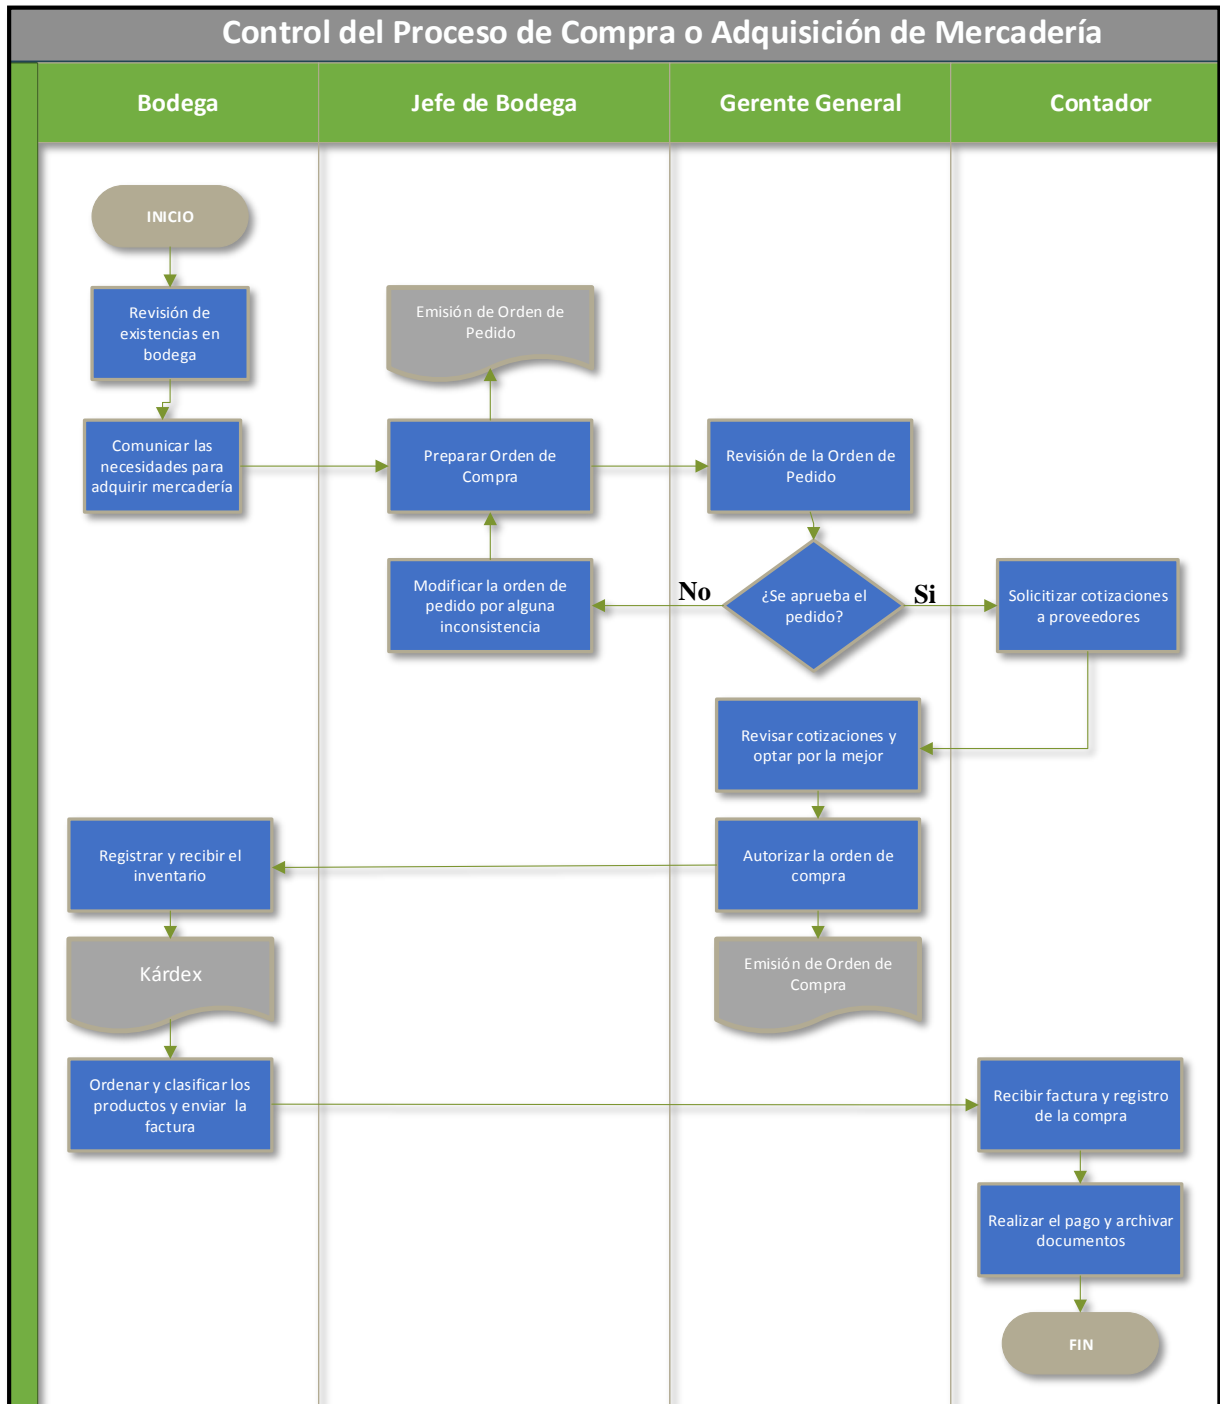 Control del Proceso de Compra o Adquisición de Mercadería
Bodega
Jefe de Bodega
Gerente General
Contador
INICIO
Revisión de
existencias en
bodega
Emisión de Orden de
Pedido
Comunicar las
necesidades para
adquirir mercadería
Preparar Orden de
Compra
Revisión de la Orden de
Pedido
Modificar la orden de
pedido por alguna
inconsistencia
No
¿Se aprueba el
pedido?
Si
Solicitizar cotizaciones
a proveedores
Revisar cotizaciones y
optar por la mejor
Registrar y recibir el
inventario
Autorizar la orden de
compra
Kárdex
Emisión de Orden de
Compra
Ordenar y clasificar los
productos y enviar la
factura
Recibir factura y registro
de la compra
Realizar el pago y archivar
documentos
FIN